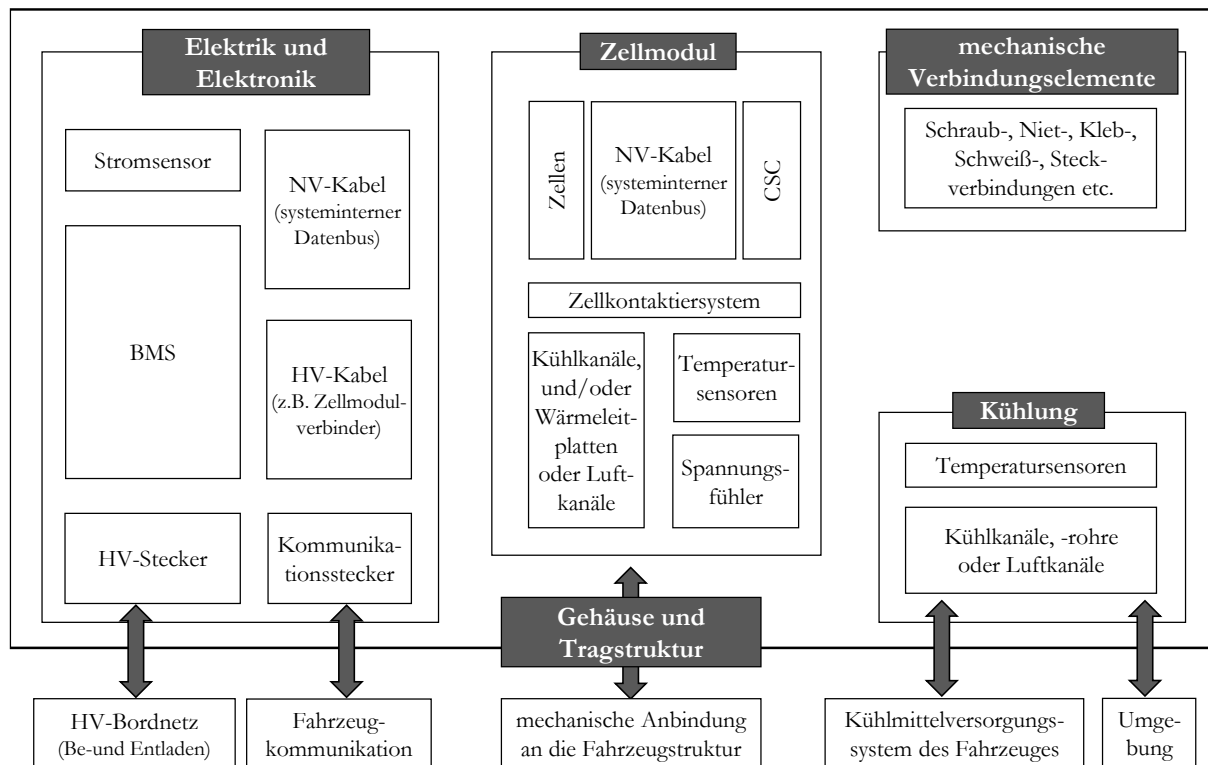 Elektrik und
Elektronik
Stromsensor
NV-Kabel
(systeminterner
Datenbus)
BMS
HV-Kabel
(z.B. Zellmodul-
verbinder)
HV-Stecker
Kommunika-
tionsstecker
Zellmodul
Zellen
NV-Kabel
(systeminterner
Datenbus)
CSC
Zellkontaktiersystem
Kühlkanäle,
und/oder
Wärmeleit-
platten
oder Luft-
kanäle
Temperatur-
sensoren
Spannungs-
fühler
mechanische
Verbindungselemente
Schraub-, Niet-, Kleb-,
Schweiß-, Steck-
verbindungen etc.
Kühlung
Temperatursensoren
Kühlkanäle, -rohre
oder Luftkanäle
Gehäuse und
Tragstruktur
HV-Bordnetz
(Be-und Entladen)
Fahrzeug-
kommunikation
mechanische Anbindung
an die Fahrzeugstruktur
Kühlmittelversorgungs-
system des Fahrzeuges
Umge-
bung